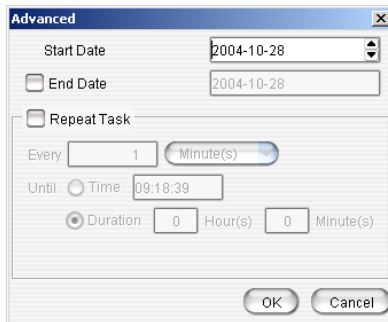 Advanced
Start Date 2004-10-28
End Date 2004-10-28
Repeat Task
Every 1 Minute(s)
Until Time 09:18:39
Duration 0 Hour(s) 0 Minute(s)
OK Cancel